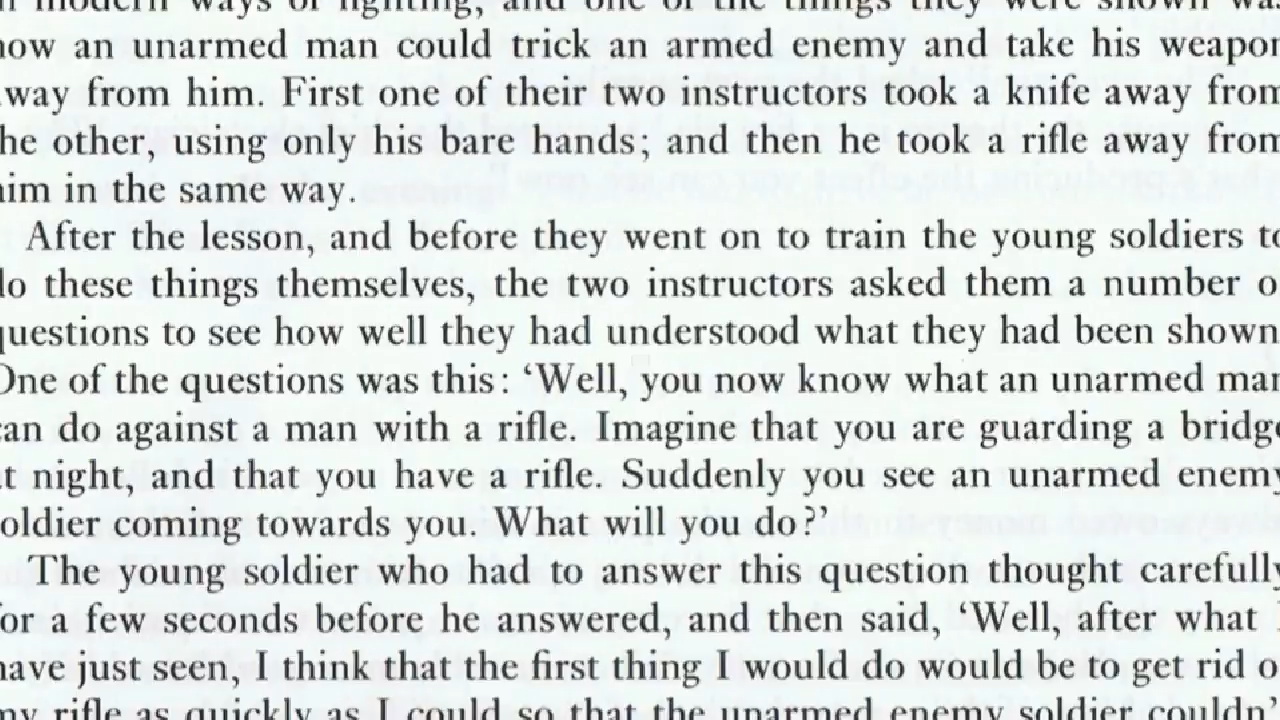 modern ways of fighting, and one of the things they were shown was
how an unarmed man could trick an armed enemy and take his weapon
way from him. First one of their two instructors took a knife away from
he other, using only his bare hands; and then he took a rifle away from
him in the same way.
After the lesson, and before they went on to train the young soldiers to
do these things themselves, the two instructors asked them a number of
questions to see how well they had understood what they had been shown.
One of the questions was this: ‘Well, you now know what an unarmed man
can do against a man with a rifle. Imagine that you are guarding a bridge
at night, and that you have a rifle. Suddenly you see an unarmed enemy
oldier coming towards you. What will you do?’
The young soldier who had to answer this question thought carefully
for a few seconds before he answered, and then said, ‘Well, after what I
have just seen, I think that the first thing I would do would be to get rid of
my rifle as quickly as I could so that the unarmed enemy soldier couldn’t